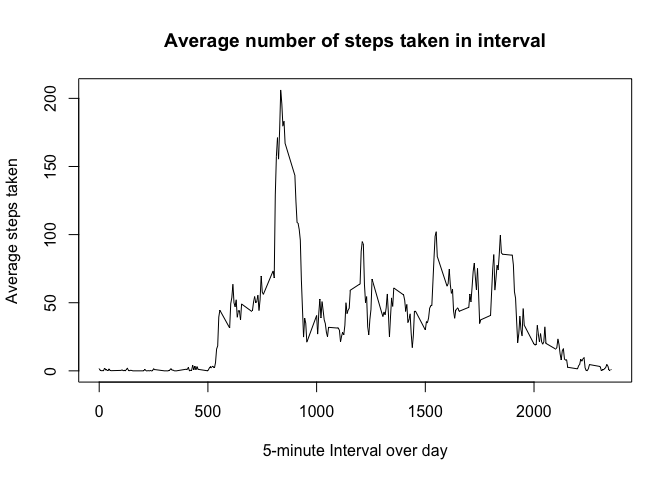 Average number of steps taken in interval
Average steps taken
200
150
100
50
0
0 500 1000 1500 2000
5-minute Interval over day